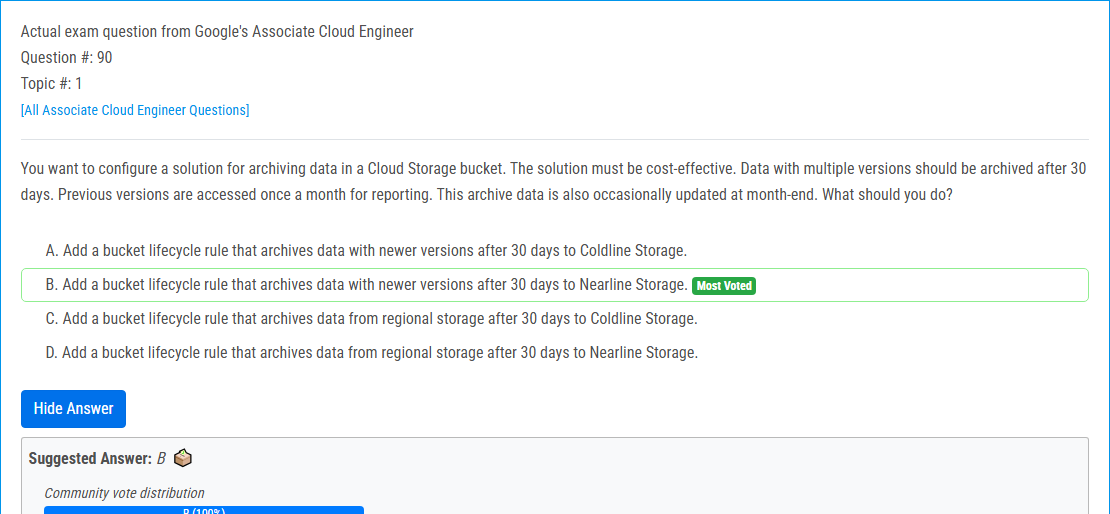 Actual exam question from Google's Associate Cloud Engineer
Question #: 90
Topic #: 1
[All Associate Cloud Engineer Questions]
You want to configure a solution for archiving data in a Cloud Storage bucket. The solution must be cost-effective. Data with multiple versions should be archived after 30
days. Previous versions are accessed once a month for reporting. This archive data is also occasionally updated at month-end. What should you do?
A. Add a bucket lifecycle rule that archives data with newer versions after 30 days to Coldline Storage.
B. Add a bucket lifecycle rule that archives data with newer versions after 30 days to Nearline Storage. Most Voted
C. Add a bucket lifecycle rule that archives data from regional storage after 30 days to Coldline Storage.
D. Add a bucket lifecycle rule that archives data from regional storage after 30 days to Nearline Storage.
Hide Answer
Suggested Answer: B
Community vote distribution
B (100%)